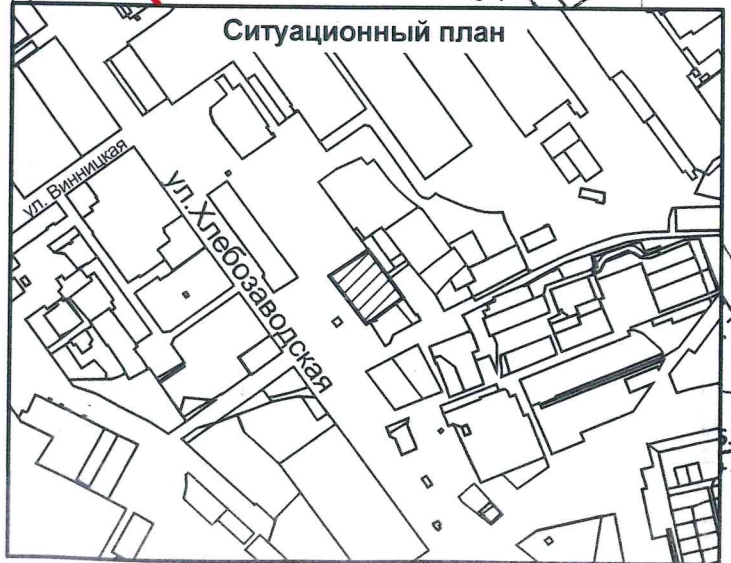 Ситуационный план
ул. Винницкая
ул.Хлебозаводская